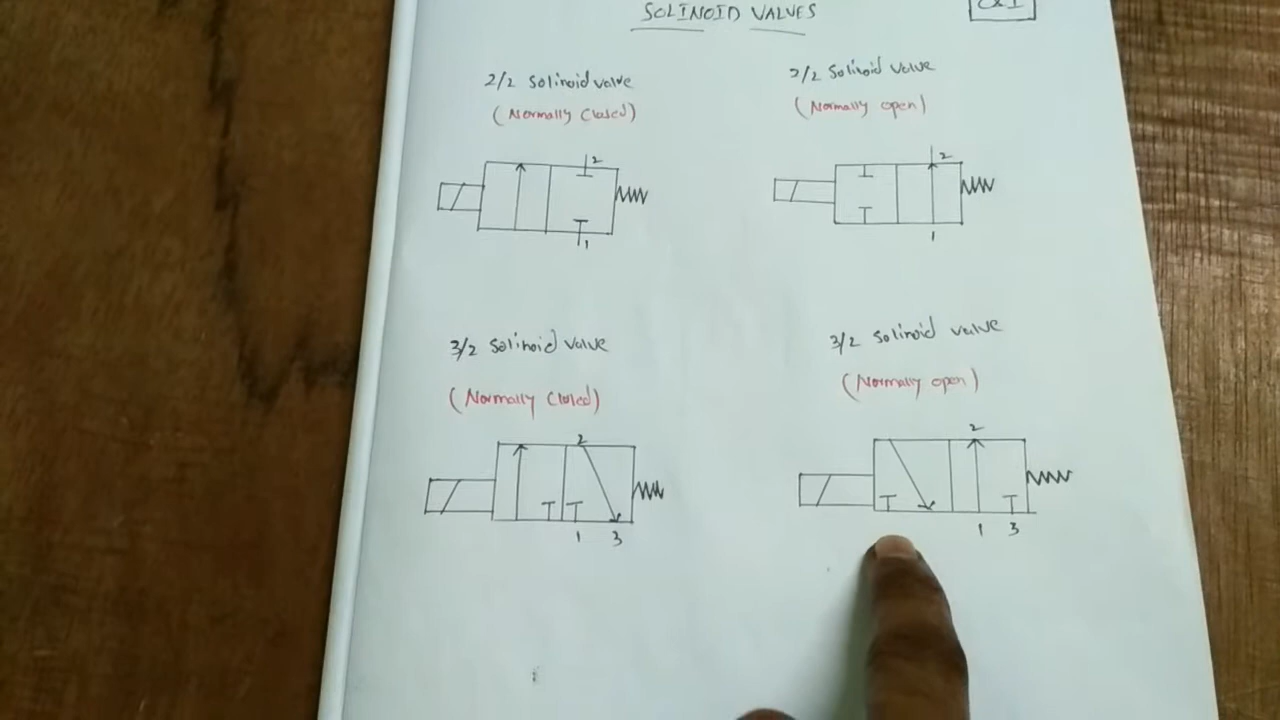 SOLINOID VALVES
2/2 Solinoid valve
(Normally Closed)
2/2 Solinoid Valve
(Normally open)
2
1
2
1
3/2 Solinoid valve
(Normally Closed)
3/2 Solinoid valve
(Normally open)
2
1 3
2
1 3